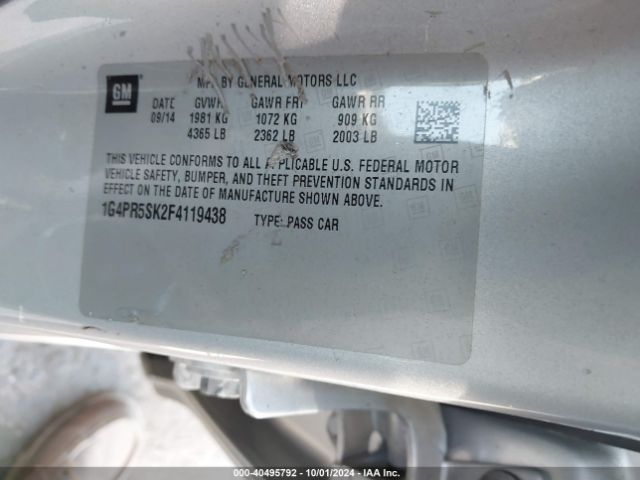 GM
MFD BY GENERAL MOTORS LLC
DATE GVWR GAWR FRT GAWR RR
09/14 1981 KG 1072 KG 909 KG
4365 LB 2362 LB 2003 LB
THIS VEHICLE CONFORMS TO ALL APPLICABLE U.S. FEDERAL MOTOR
VEHICLE SAFETY, BUMPER, AND THEFT PREVENTION STANDARDS IN
EFFECT ON THE DATE OF MANUFACTURE SHOWN ABOVE.
1G4PR5SK2F4119438 TYPE: PASS CAR
000-40495792 • 10/01/2024 • IAA Inc.